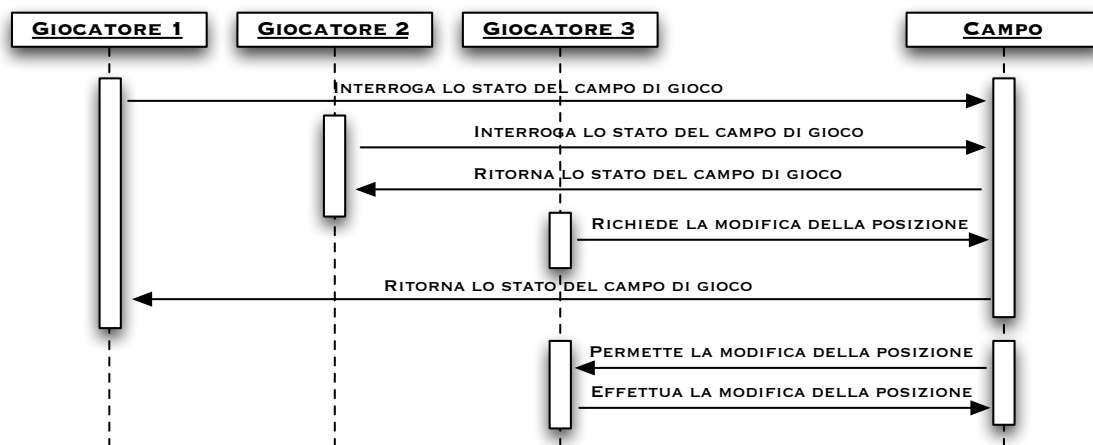 GIOCATORE 1
GIOCATORE 2
GIOCATORE 3
CAMPO
INTERROGA LO STATO DEL CAMPO DI GIOCO
INTERROGA LO STATO DEL CAMPO DI GIOCO
RITORNA LO STATO DEL CAMPO DI GIOCO
RICHIEDE LA MODIFICA DELLA POSIZIONE
RITORNA LO STATO DEL CAMPO DI GIOCO
PERMETTE LA MODIFICA DELLA POSIZIONE
EFFETTUA LA MODIFICA DELLA POSIZIONE